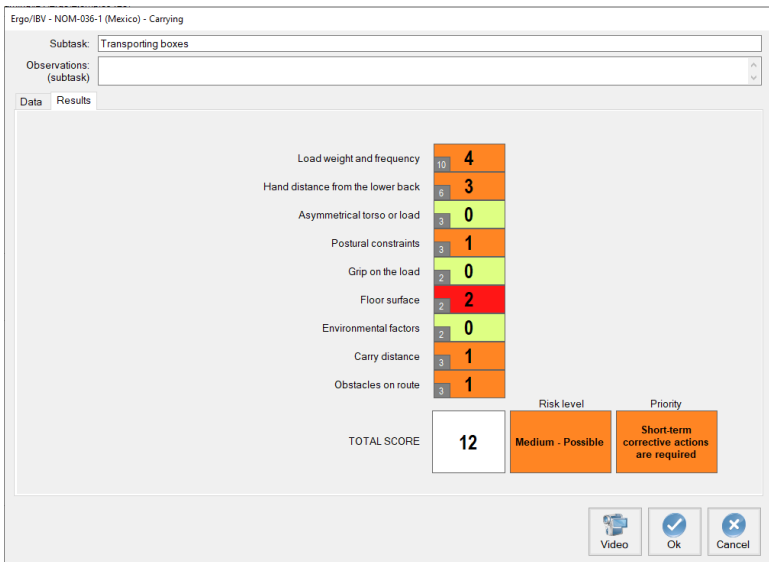 Ergo/IBV - NOM-036-1 (Mexico) - Carrying
Subtask: Transporting boxes
Observations:
(subtask)
Data Results
Load weight and frequency 10 4
Hand distance from the lower back 6 3
Asymmetrical torso or load 3 0
Postural constraints 3 1
Grip on the load 2 0
Floor surface 2 2
Environmental factors 2 0
Carry distance 3 1
Obstacles on route 3 1
Risk level Priority
TOTAL SCORE 12 Medium - Possible
Short-term
corrective actions
are required
Video Ok Cancel